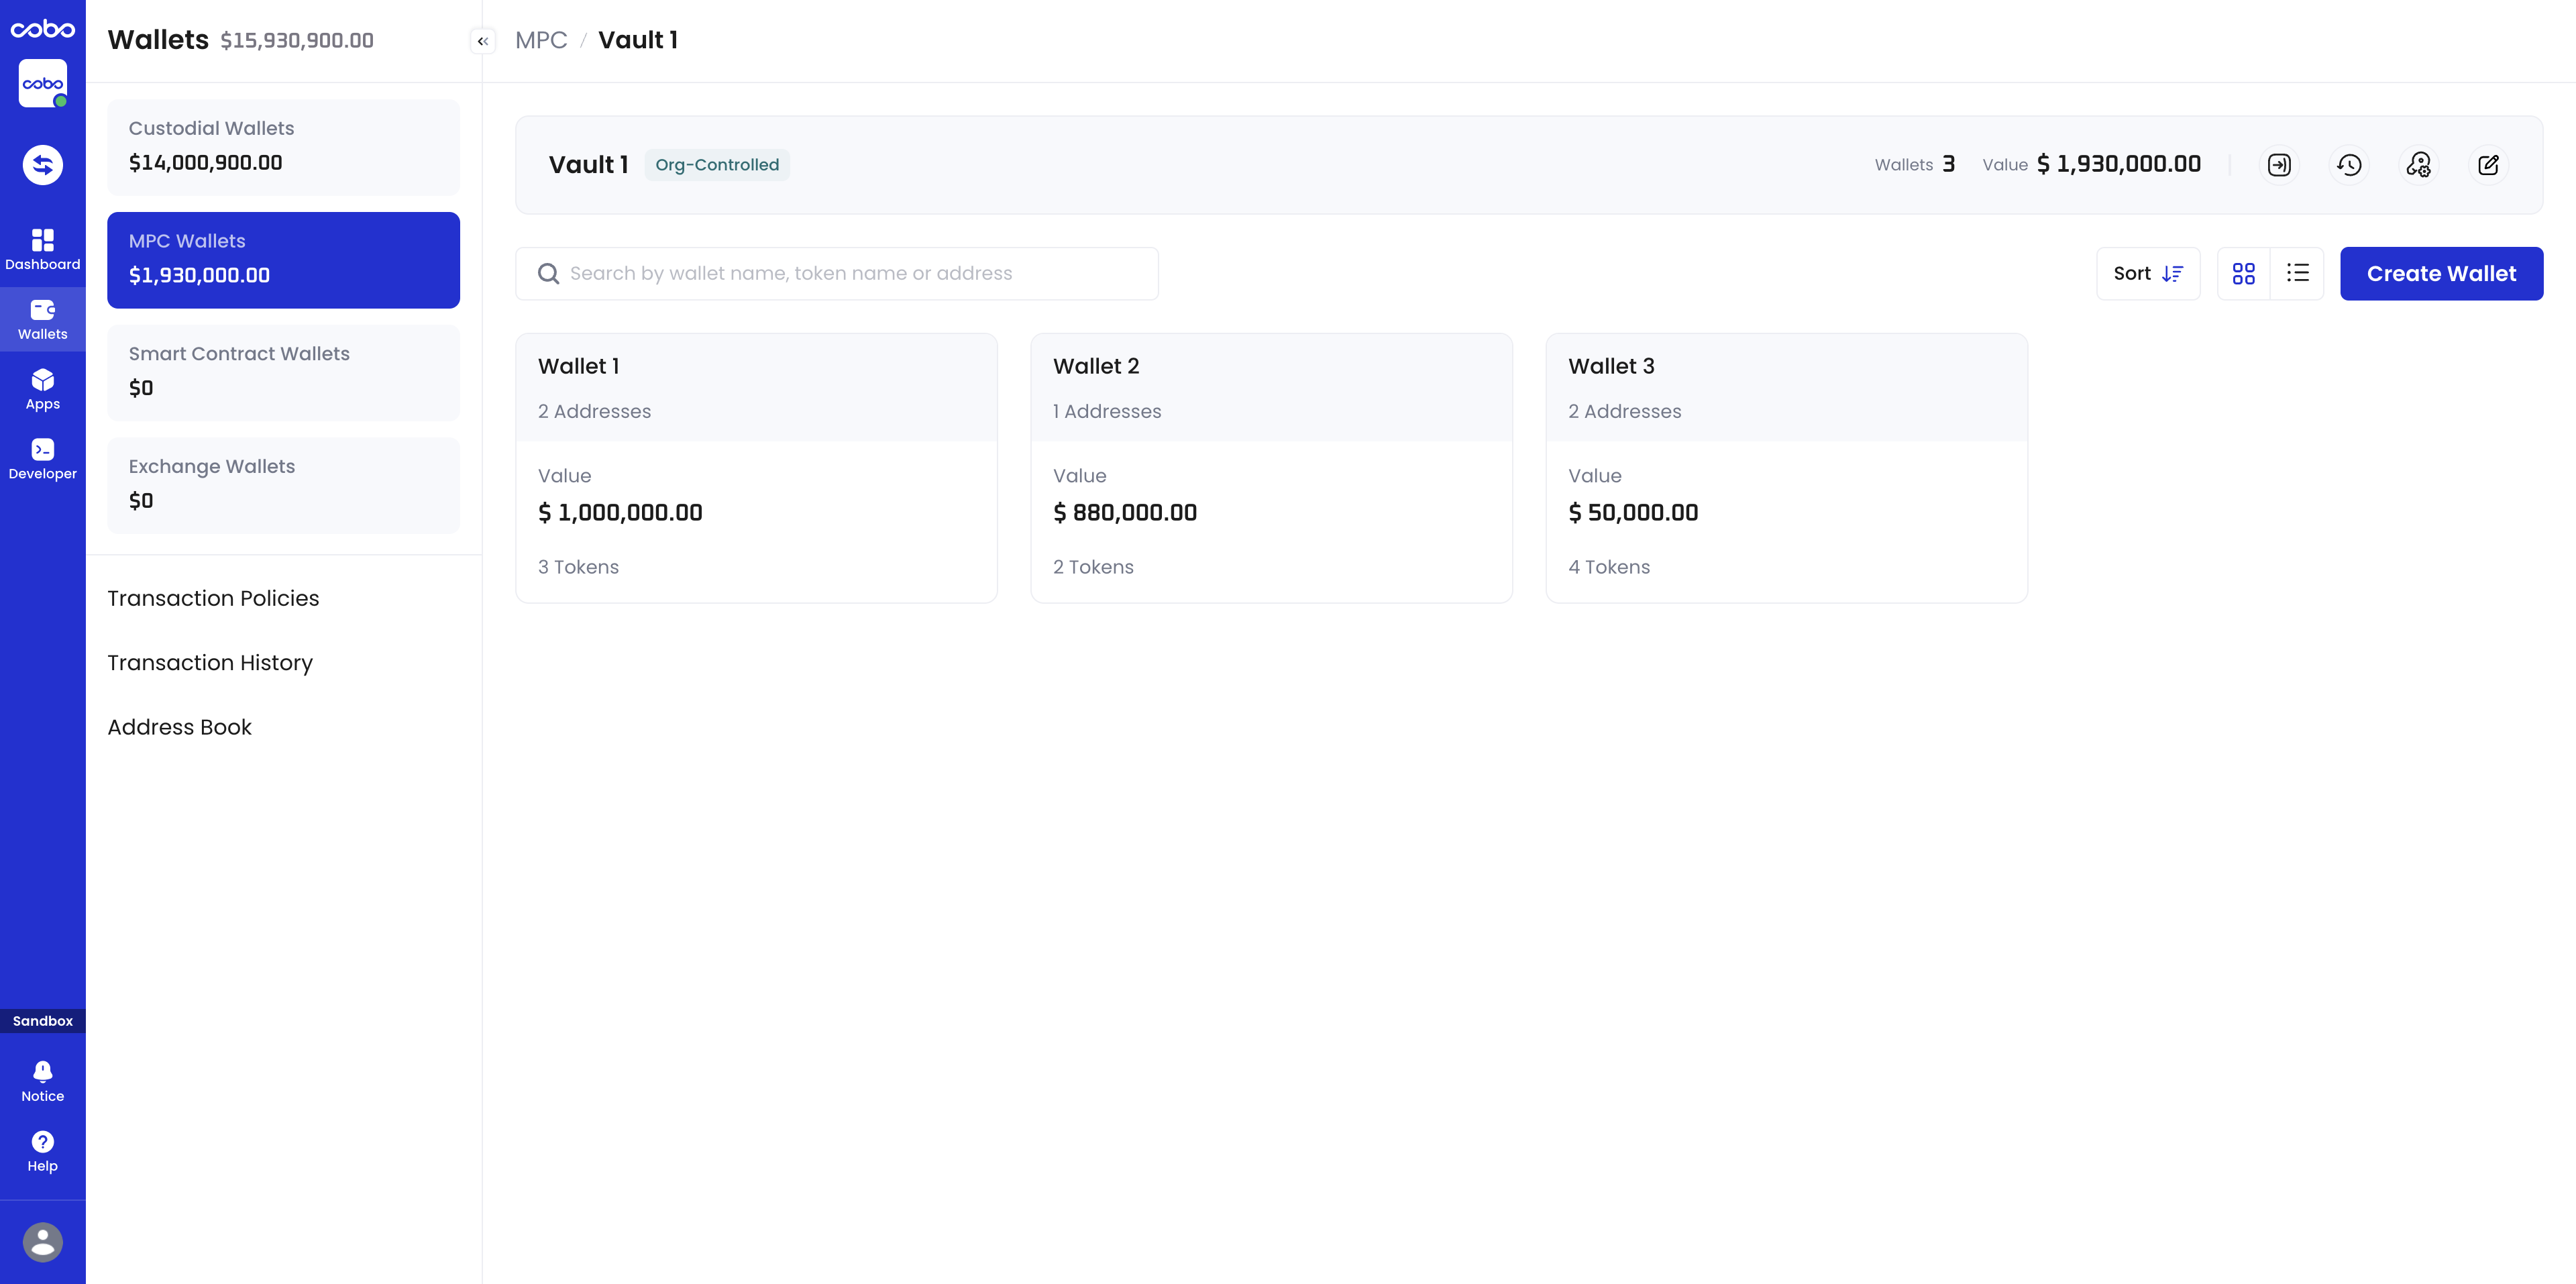 cobo
cobo
Dashboard
Wallets
Apps
Developer
Sandbox
Notice
Help
Wallets $15,930,900.00
Custodial Wallets
$14,000,900.00
MPC Wallets
$1,930,000.00
Smart Contract Wallets
$0
Exchange Wallets
$0
Transaction Policies
Transaction History
Address Book
MPC / Vault 1
Vault 1 Org-Controlled Wallets 3 Value $ 1,930,000.00
Search by wallet name, token name or address Sort Create Wallet
Wallet 1
2 Addresses
Value
$ 1,000,000.00
3 Tokens
Wallet 2
1 Addresses
Value
$ 880,000.00
2 Tokens
Wallet 3
2 Addresses
Value
$ 50,000.00
4 Tokens